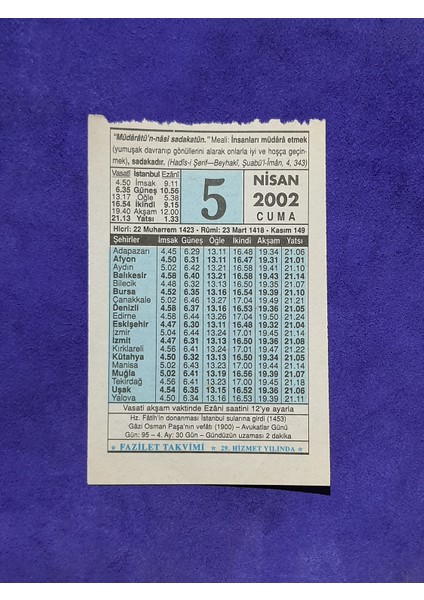 "Müdârâtü'n-nâsi sadakatün." Meali: İnsanları müdârâ etmek
(yumuşak davranıp gönüllerini alarak onlarla iyi ve hoşça geçin-
mek), sadakadır. (Hadîs-i Şerif—Beyhakî, Şuabü'l-Îmân, 4, 343)
Vasatî İstanbul Ezânî
4.50 İmsak 9.11
6.35 Güneş 10.56
13.17 Öğle 5.38
16.54 İkindi 9.15
19.40 Akşam 12.00
21.13 Yatsı 1.33
5
NİSAN
2002
CUMA
Hicrî: 22 Muharrem 1423 - Rûmî: 23 Mart 1418 - Kasım 149
Şehirler İmsak Güneş Öğle İkindi Akşam Yatsı
Adapazarı 4.45 6.29 13.11 16.48 19.34 21.06
Afyon 4.50 6.31 13.11 16.47 19.31 21.01
Aydın 5.02 6.42 13.21 16.58 19.41 21.10
Balıkesir 4.58 6.40 13.20 16.58 19.43 21.14
Bilecik 4.48 6.32 13.13 16.50 19.35 21.07
Bursa 4.52 6.35 13.16 16.54 19.39 21.10
Çanakkale 5.02 6.46 13.27 17.04 19.49 21.21
Denizli 4.58 6.37 13.16 16.53 19.36 21.05
Edirne 4.58 6.44 13.26 17.04 19.50 21.24
Eskişehir 4.47 6.30 13.11 16.48 19.32 21.04
İzmir 5.04 6.44 13.24 17.01 19.45 21.14
İzmit 4.47 6.31 13.13 16.50 19.36 21.08
Kırklareli 4.56 6.41 13.24 17.01 19.47 21.22
Kütahya 4.50 6.32 13.13 16.50 19.34 21.05
Manisa 5.02 6.43 13.23 17.00 19.44
Muğla 5.02 6.41 13.19 16.56 19.39 21.07
Tekirdağ 4.56 6.41 13.23 17.00 19.45 21.18
Uşak 4.54 6.35 13.15 16.52 19.36 21.06
Yalova 4.50 6.34 13.16 16.53 19.39 21.11
Vasati akşam vaktinde Ezâni saatini 12'ye ayarla
Hz. Fâtih'in donanması İstanbul sularına girdi (1453)
Gâzi Osman Paşa'nın vefâtı (1900) – Avukatlar Günü
Gün: 95 – 4. Ay: 30 Gün – Gündüzün uzaması 2 dakika
FAZİLET TAKVİMİ 29. HİZMET YILINDA